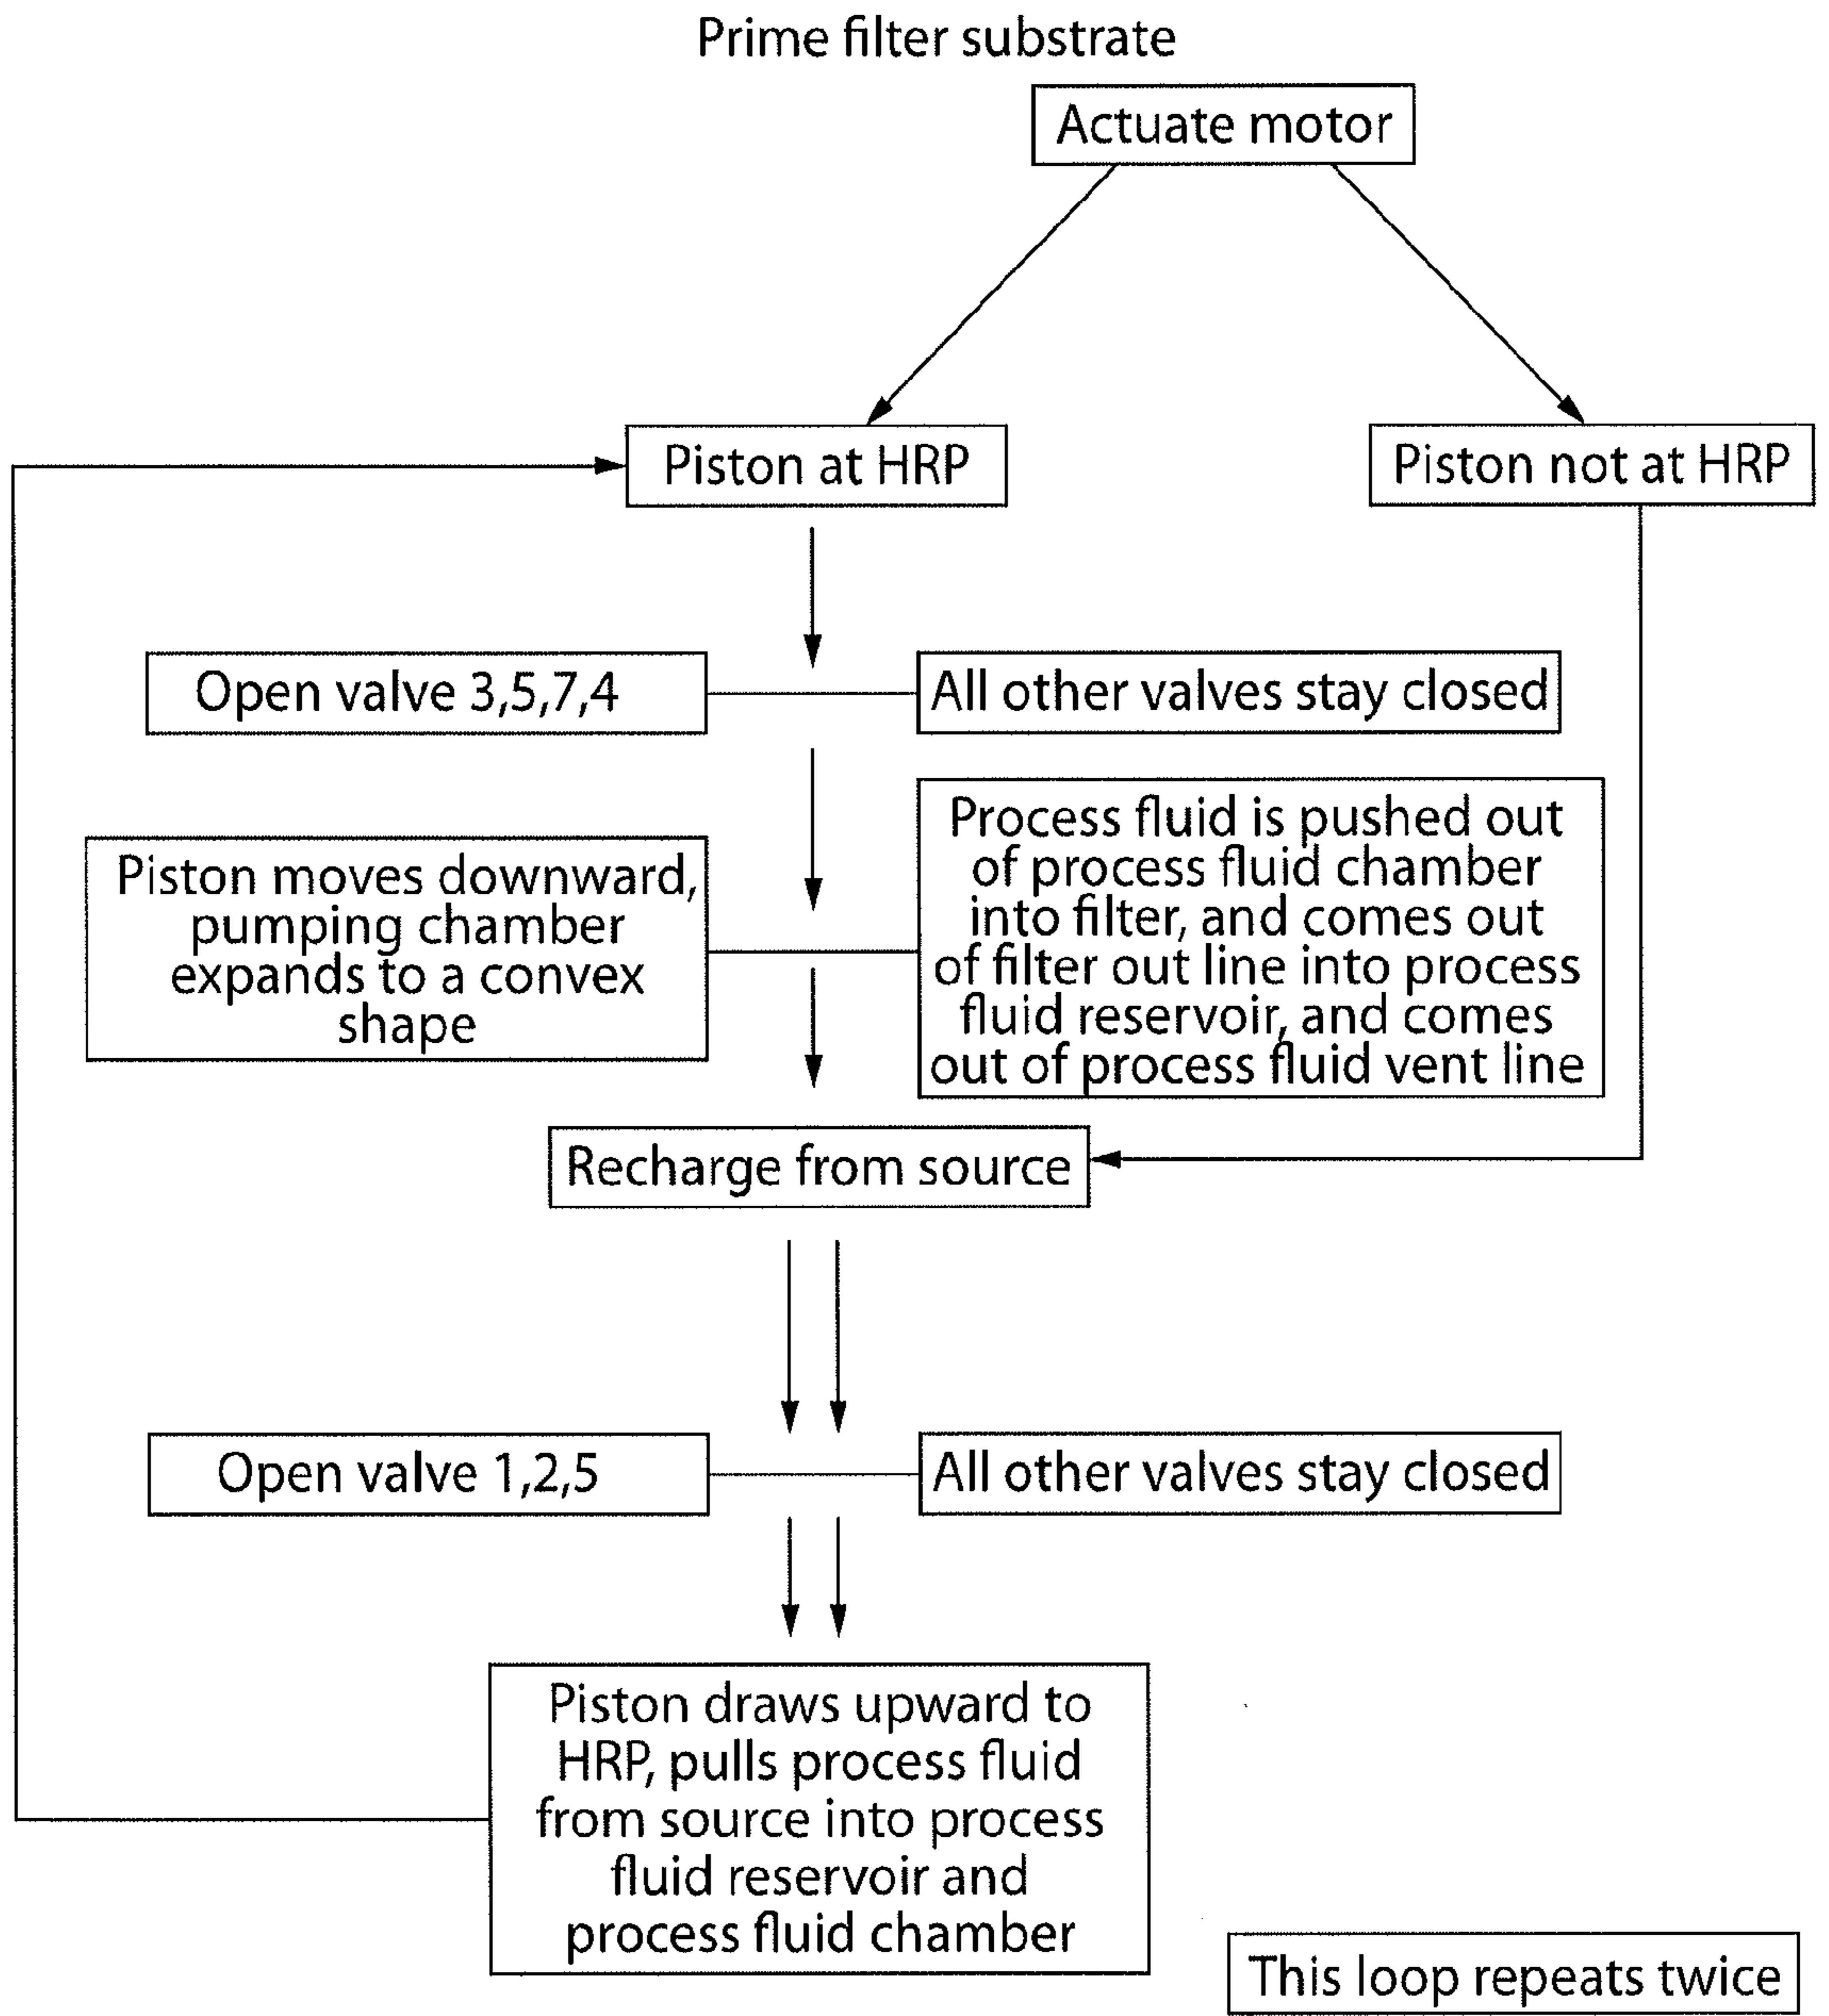 Prime filter substrate
Actuate motor
Piston at HRP
Piston not at HRP
Open valve 3,5,7,4
All other valves stay closed
Piston moves downward,
pumping chamber
expands to a convex
shape
Process fluid is pushed out
of process fluid chamber
into filter, and comes out
of filter out line into process
fluid reservoir, and comes
out of process fluid vent line
Recharge from source
Open valve 1,2,5
All other valves stay closed
Piston draws upward to
HRP, pulls process fluid
from source into process
fluid reservoir and
process fluid chamber
This loop repeats twice